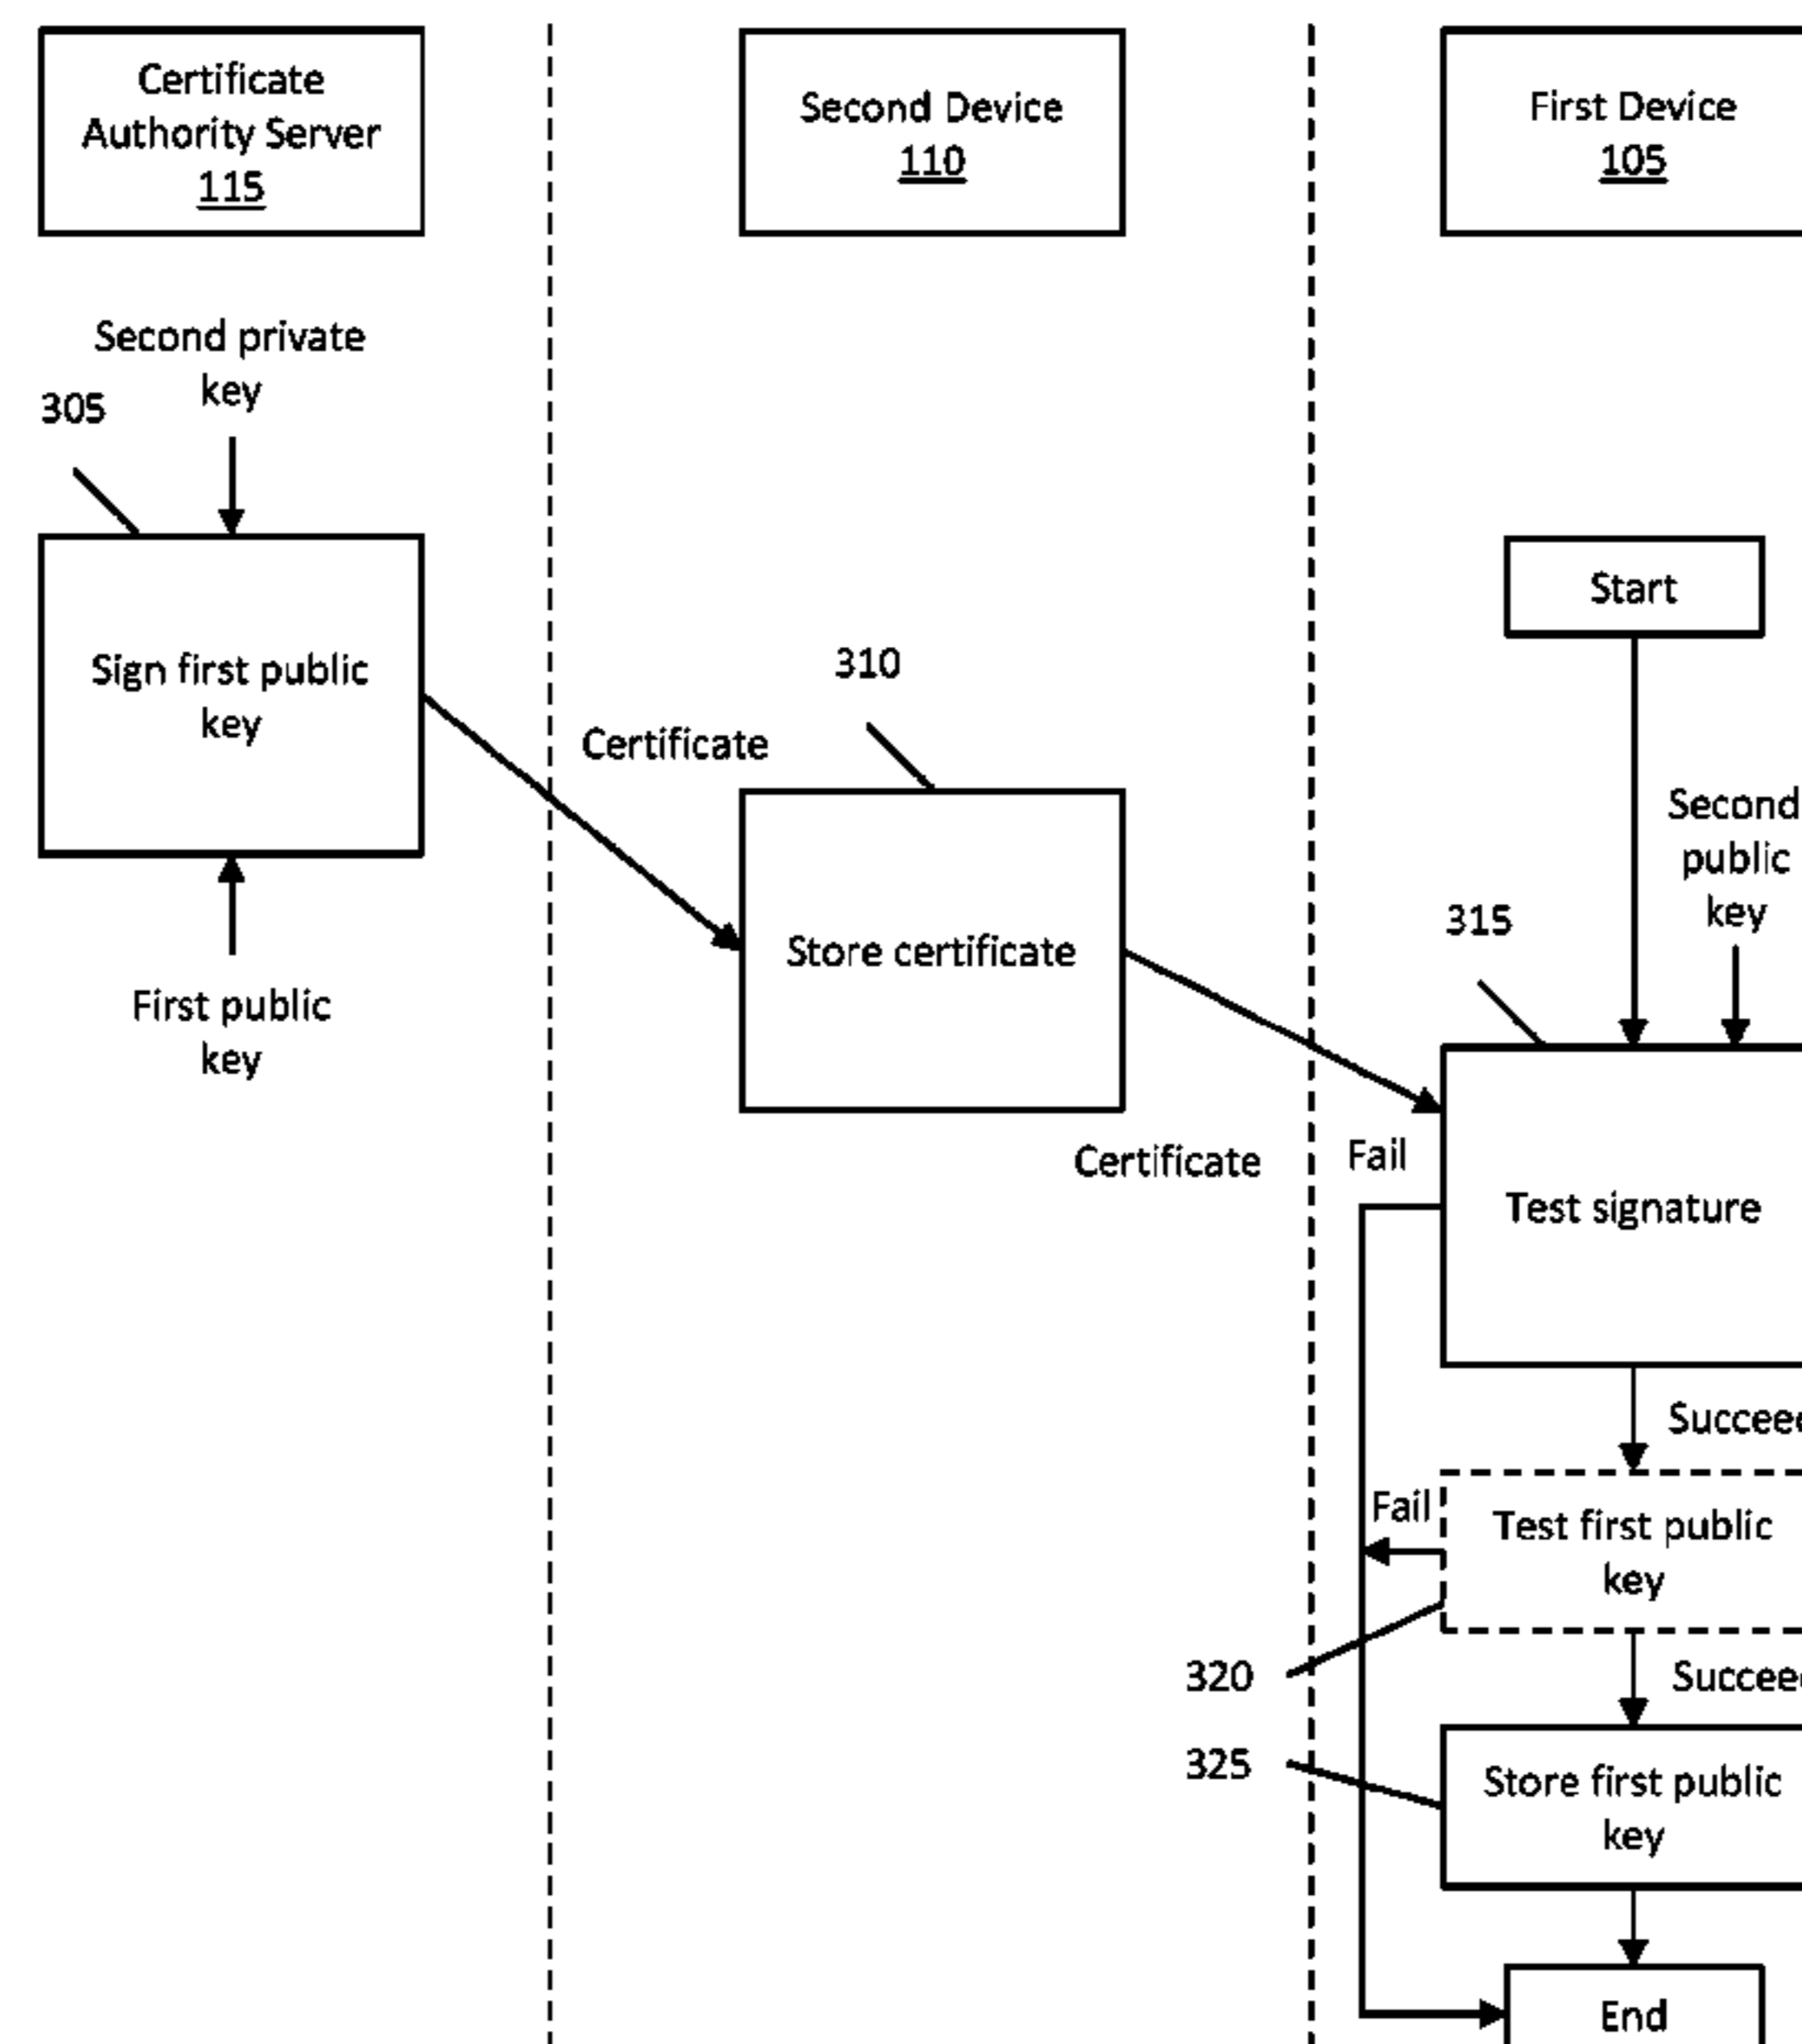 Certificate
Authority Server
115
Second Device
110
First Device
105
Second private
key
305
Sign first public
key
First public
key
Certificate
310
Store certificate
Certificate
Start
Second
public
key
315
Fail
Test signature
Fail
Test first public
key
320
325
Store first public
key
End